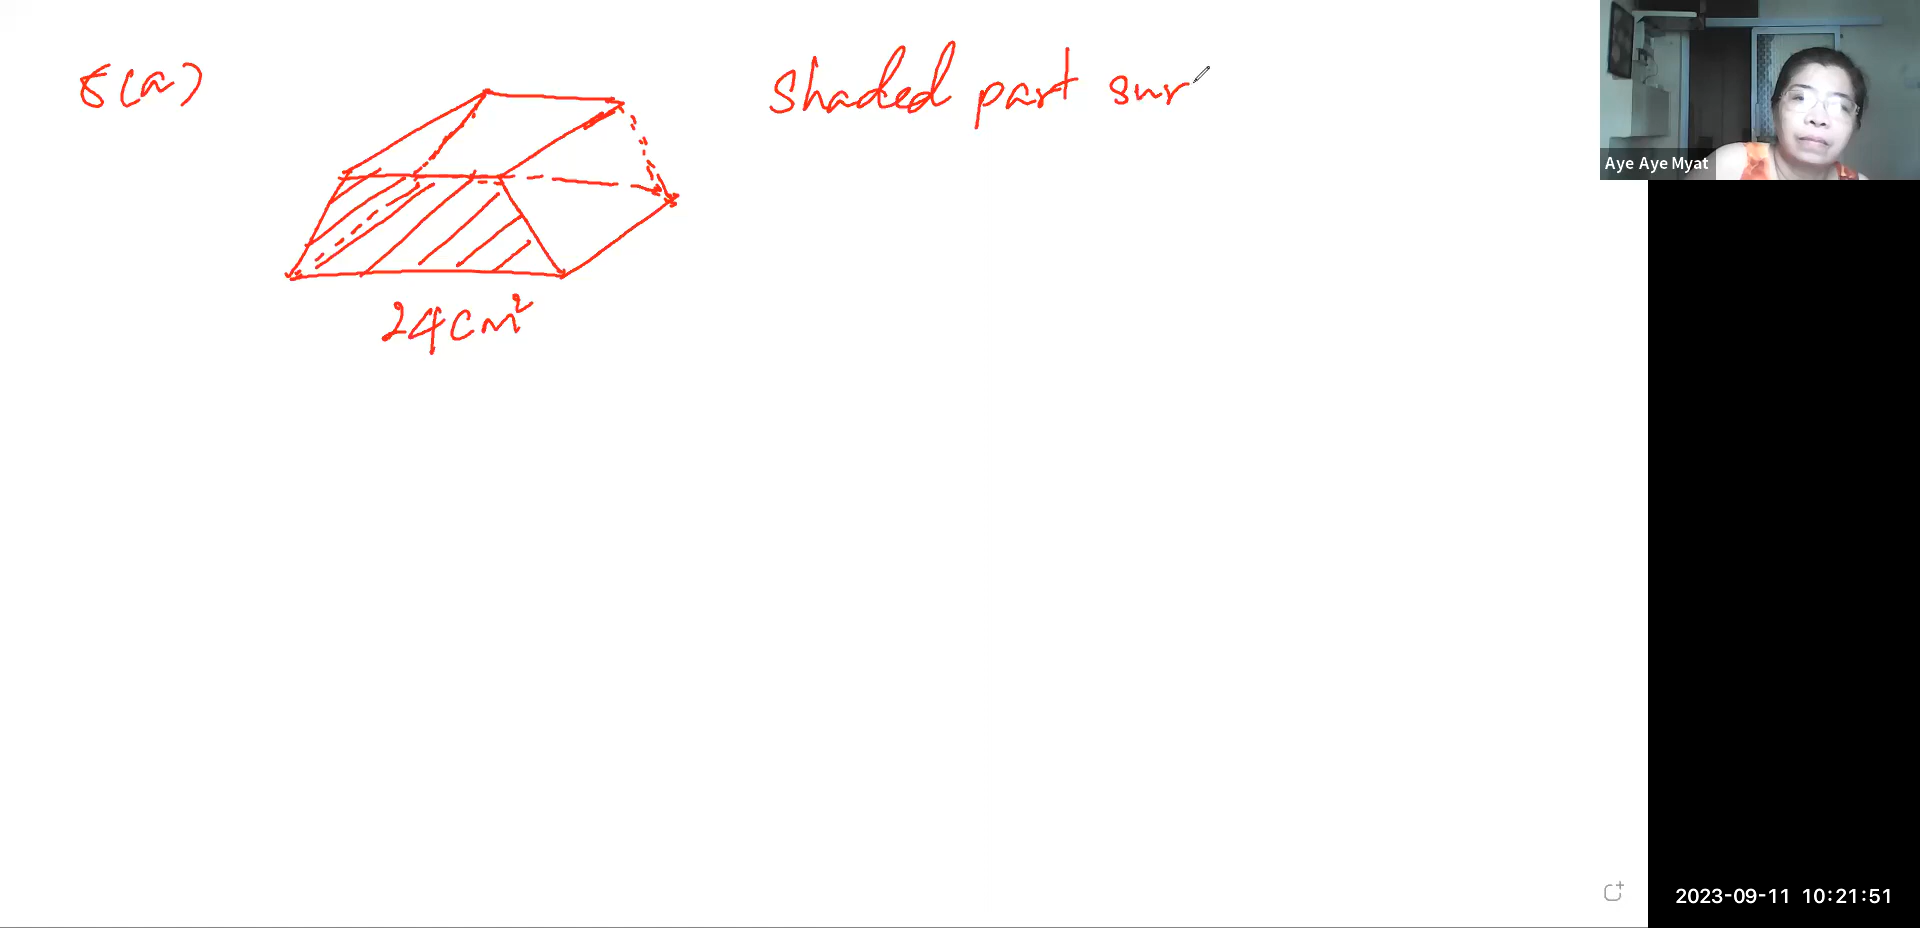 5(a)
shaded part sur
24cm²
Aye Aye Myat
2023-09-11 10:21:51